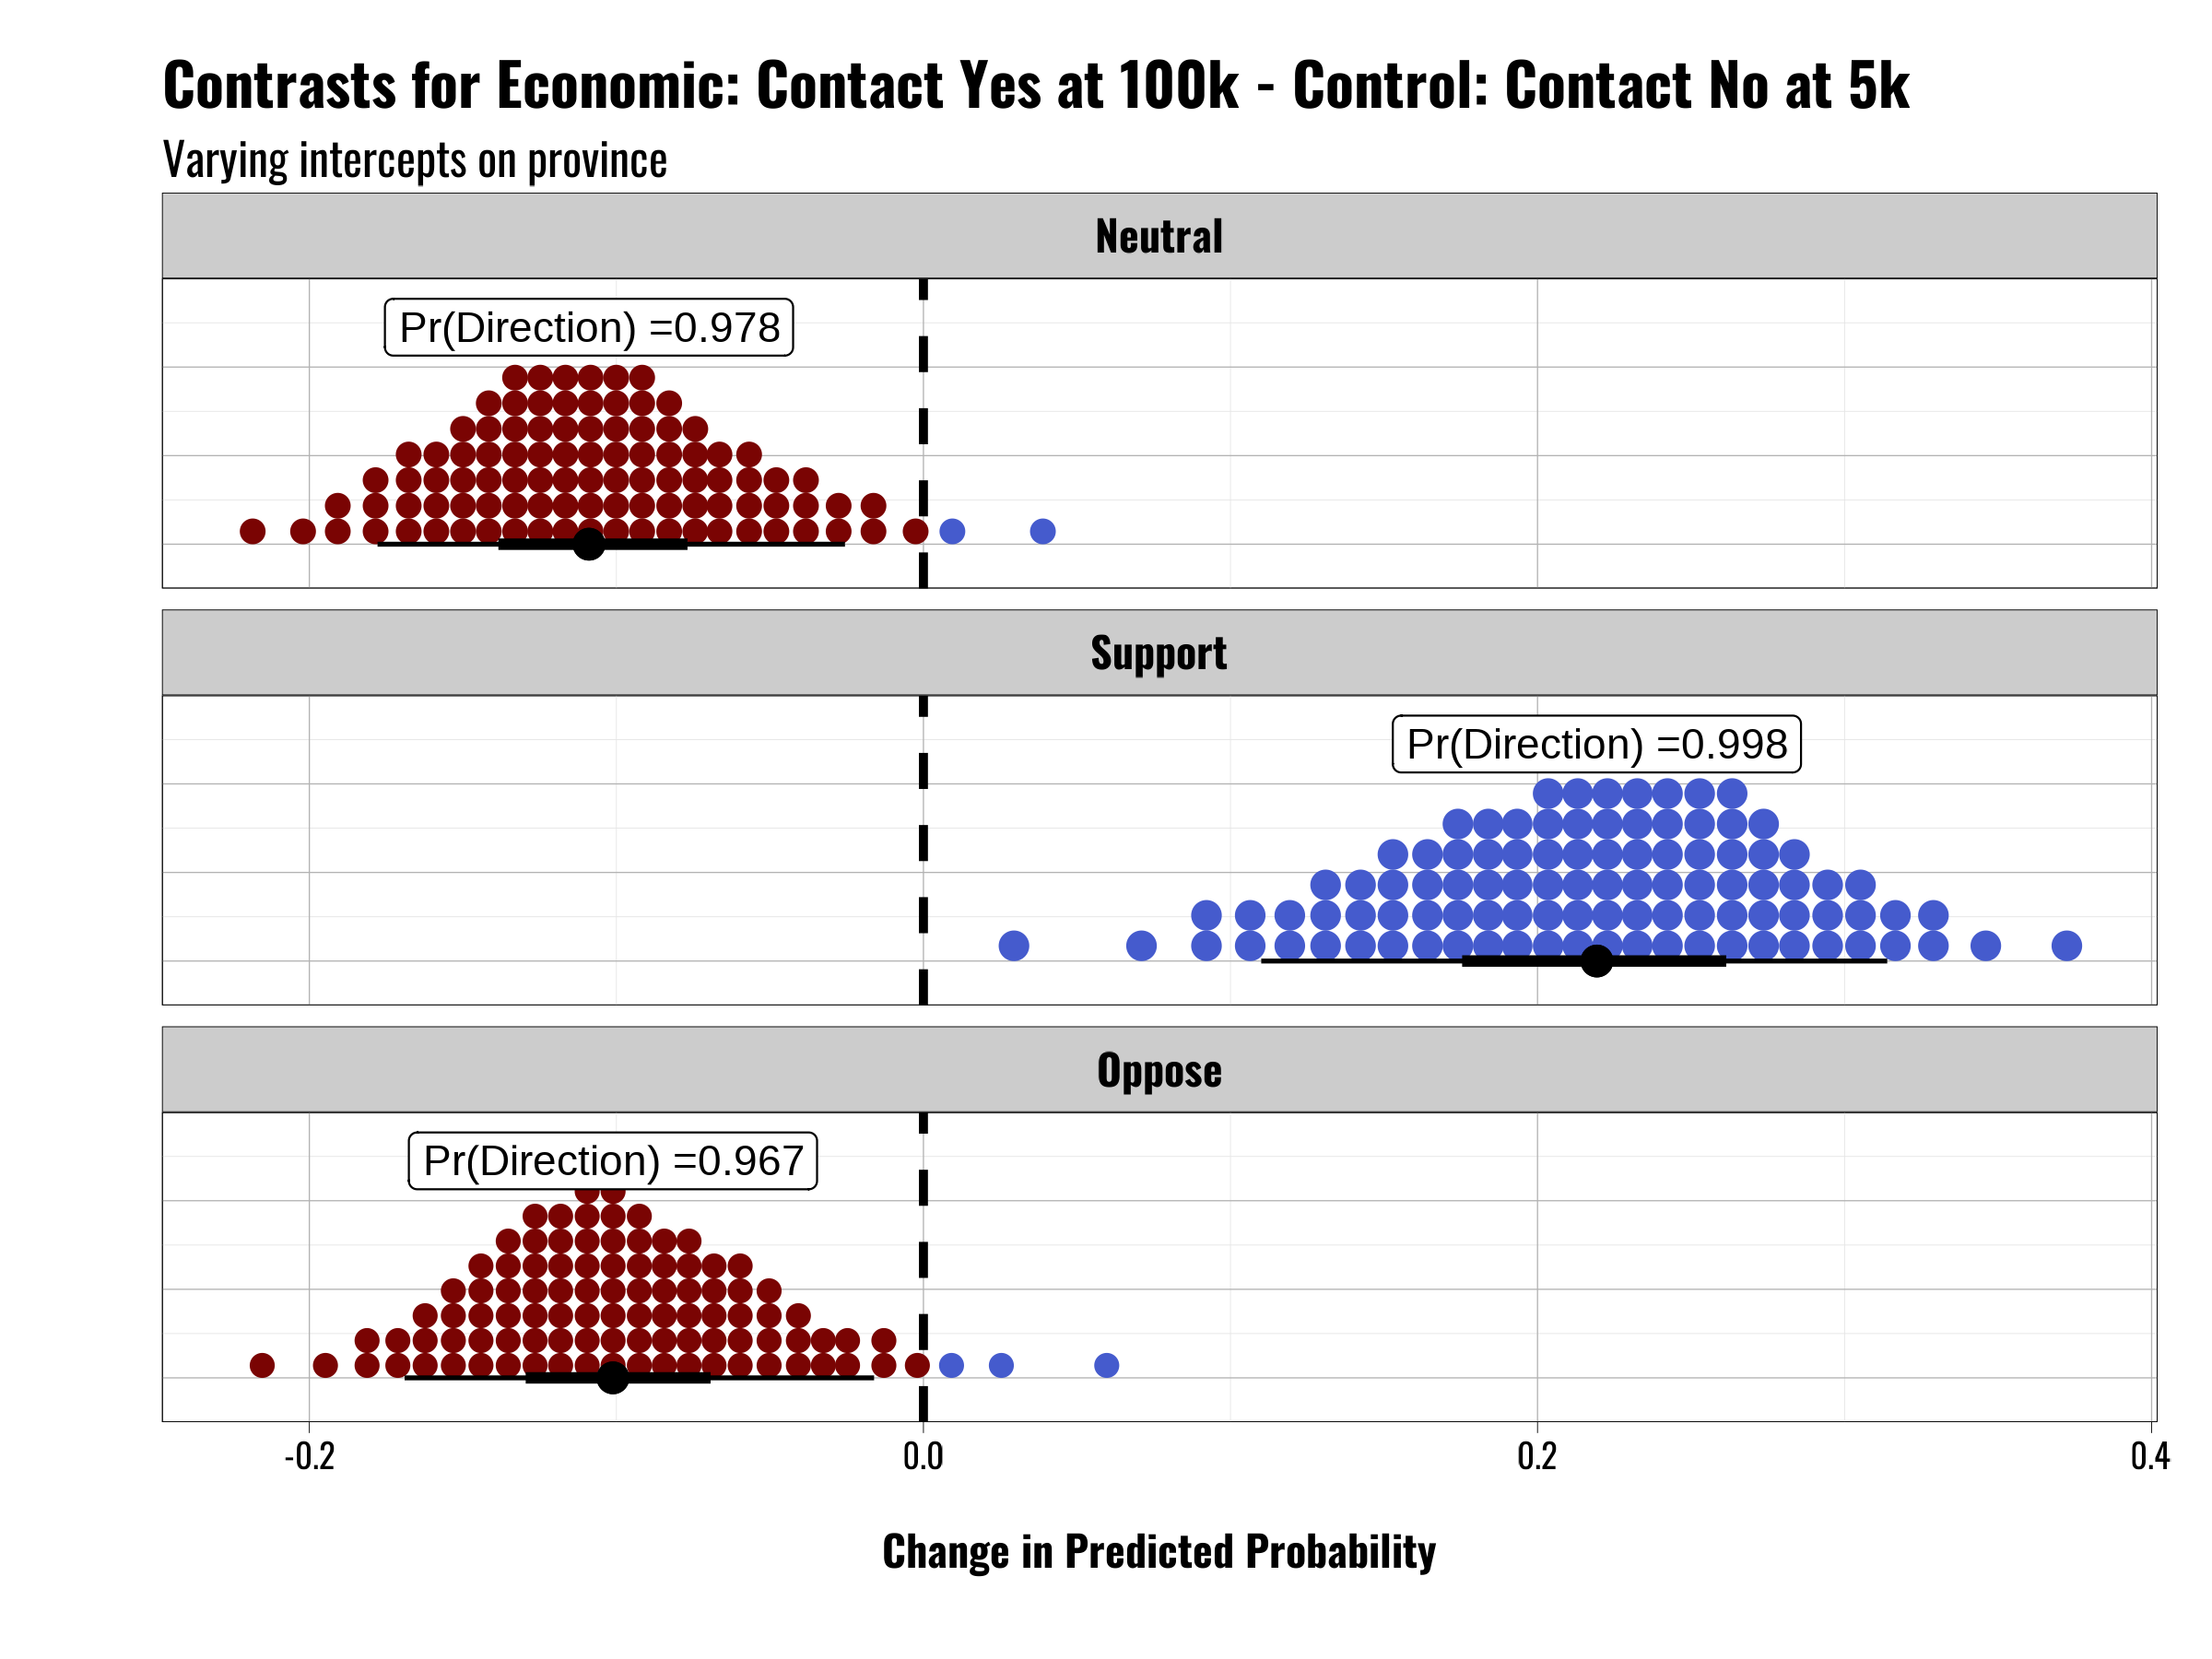 Contrasts for Economic: Contact Yes at 100k - Control: Contact No at 5k
Varying intercepts on province
Neutral
Pr(Direction) =0.978
Support
Pr(Direction) =0.998
Oppose
Pr(Direction) =0.967
-0.2 0.0 0.2 0.4
Change in Predicted Probability